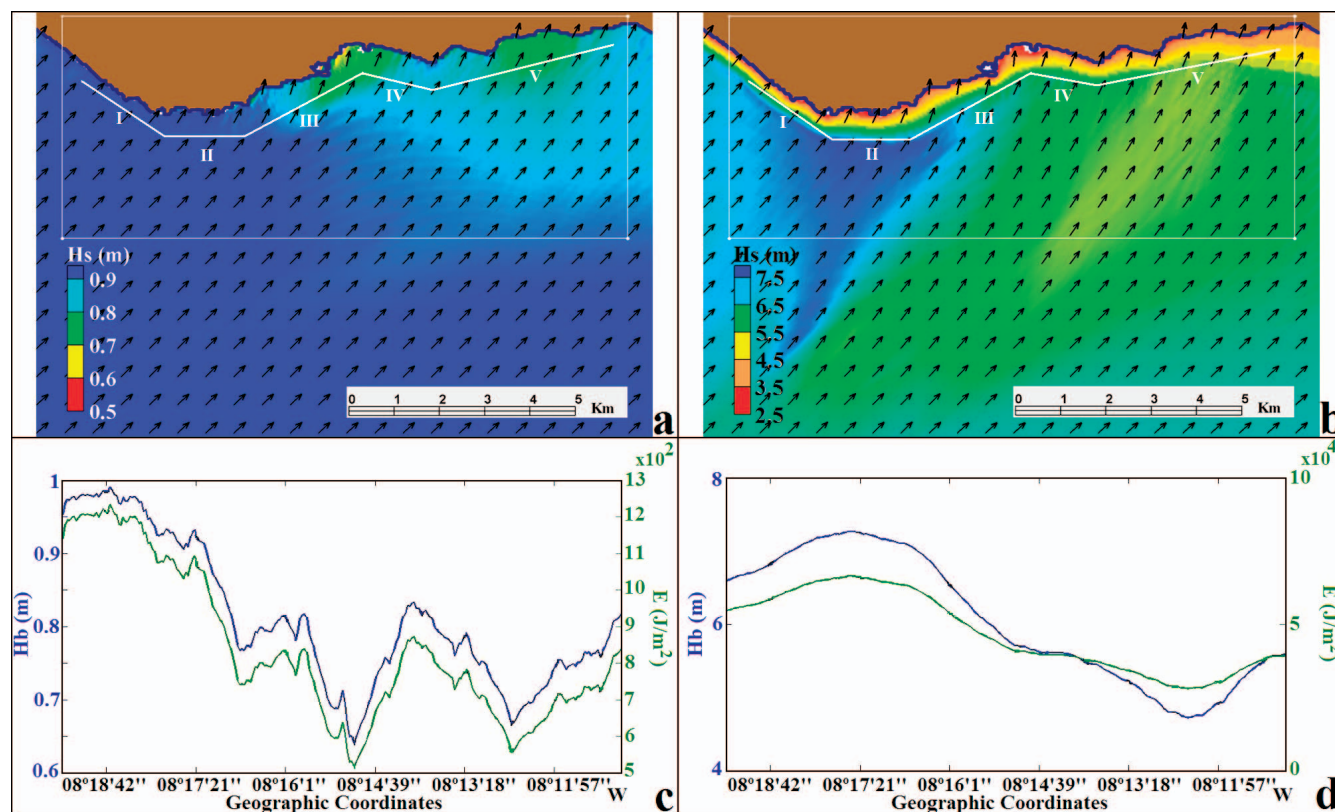 I
II
III
IV
V
Hs (m)
0.9
0.8
0.7
0.6
0.5
0 1 2 3 4 5
Km
a
I
II
III
IV
V
Hs (m)
7.5
6.5
5.5
4.5
3.5
2.5
0 1 2 3 4 5
Km
b
x10²
1
0.9
0.8
0.7
0.6
Hb (m)
13
12
11
10
9
8
7
6
5
E (J/m²)
08°18'42'' 08°17'21'' 08°16'1'' 08°14'39'' 08°13'18'' 08°11'57'' W
Geographic Coordinates
c
x10⁴
8
6
4
Hb (m)
10
5
0
E (J/m²)
08°18'42'' 08°17'21'' 08°16'1'' 08°14'39'' 08°13'18'' 08°11'57'' W
Geographic Coordinates
d